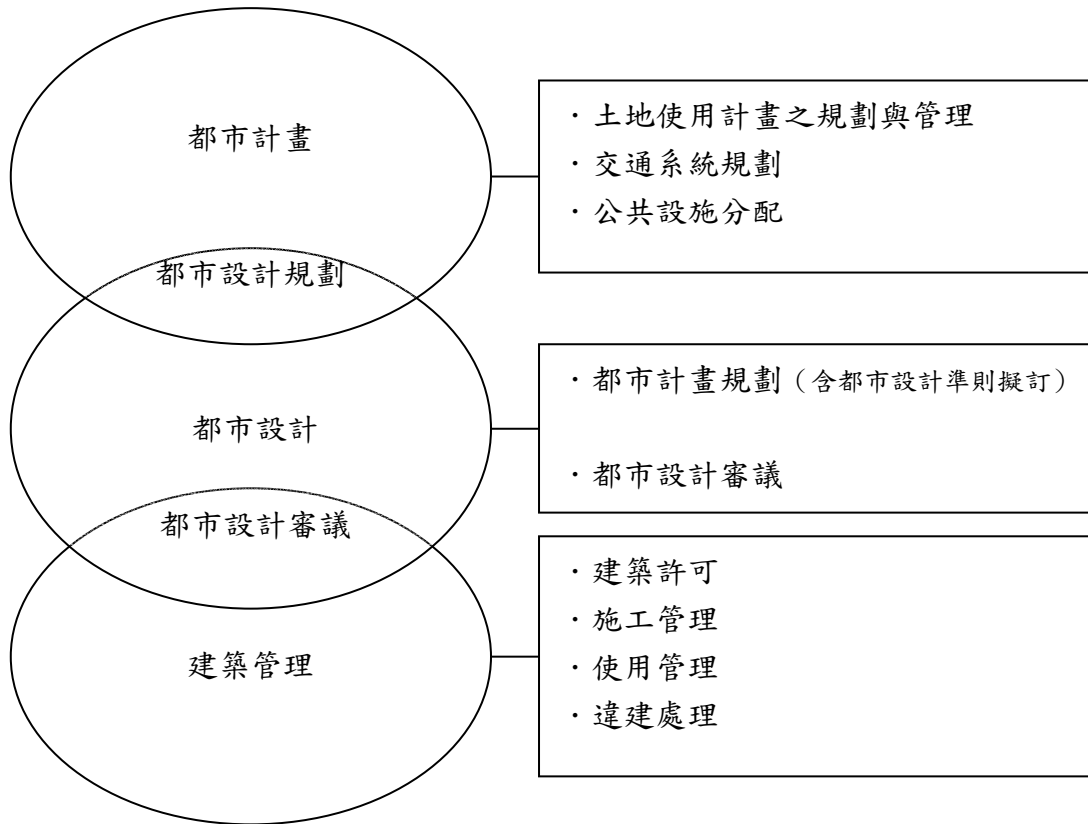 都市計畫
・土地使用計畫之規劃與管理
・交通系統規劃
・公共設施分配
都市設計規劃
都市設計
・都市計畫規劃（含都市設計準則擬訂）
・都市設計審議
都市設計審議
建築管理
・建築許可
・施工管理
・使用管理
・違建處理